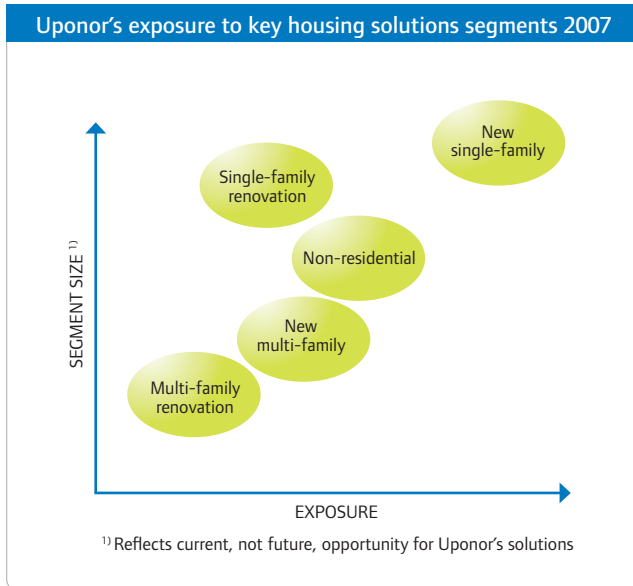 Uponor's exposure to key housing solutions segments 2007
New
single-family
Single-family
renovation
Non-residential
New
multi-family
Multi-family
renovation
SEGMENT SIZE ¹⁾
EXPOSURE
¹⁾ Reflects current, not future, opportunity for Uponor's solutions